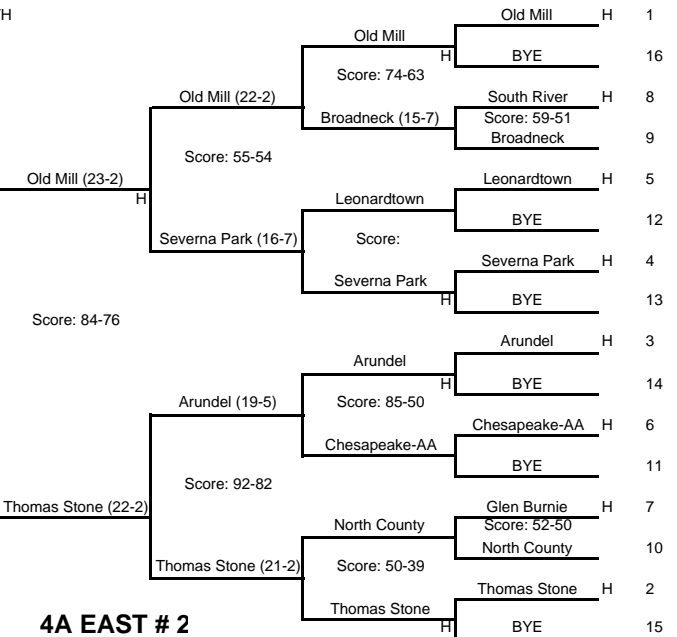 H
Old Mill H 1
Old Mill
H BYE 16
Score: 74-63
Old Mill (22-2) South River H 8
Broadneck (15-7) Score: 59-51
Broadneck 9
Score: 55-54
Old Mill (23-2) Leonardtown H 5
H Leonardtown
BYE 12
Severna Park (16-7) Score:
Severna Park H 4
Severna Park
H BYE 13
Score: 84-76
Arundel H 3
Arundel
H BYE 14
Arundel (19-5) Score: 85-50
Chesapeake-AA H 6
Chesapeake-AA
BYE 11
Score: 92-82
Thomas Stone (22-2) Glen Burnie H 7
North County Score: 52-50
North County 10
Thomas Stone (21-2) Score: 50-39
Thomas Stone H 2
Thomas Stone
4A EAST # 2 H BYE 15